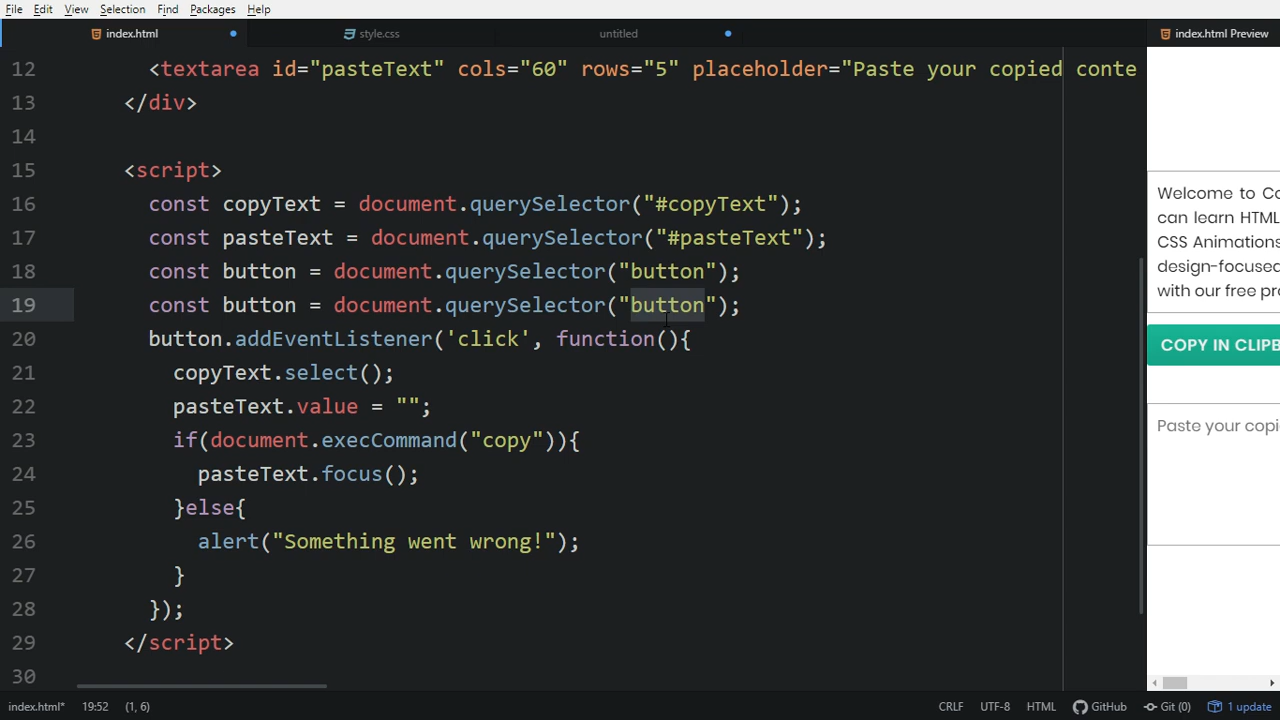 File Edit View Selection Find Packages Help
index.html style.css untitled index.html Preview
12 <textarea id="pasteText" cols="60" rows="5" placeholder="Paste your copied conte
13 </div>
14
15 <script>
16 const copyText = document.querySelector("#copyText");
17 const pasteText = document.querySelector("#pasteText");
18 const button = document.querySelector("button");
19 const button = document.querySelector("button");
20 button.addEventListener('click', function(){
21 copyText.select();
22 pasteText.value = "";
23 if(document.execCommand("copy")){
24 pasteText.focus();
25 }else{
26 alert("Something went wrong!");
27 }
28 });
29 </script>
30
Welcome to Co
can learn HTML
CSS Animations
design-focused
with our free pro
COPY IN CLIPB
Paste your copi
index.html* 19:52 (1, 6) CRLF UTF-8 HTML GitHub Git (0) 1 update